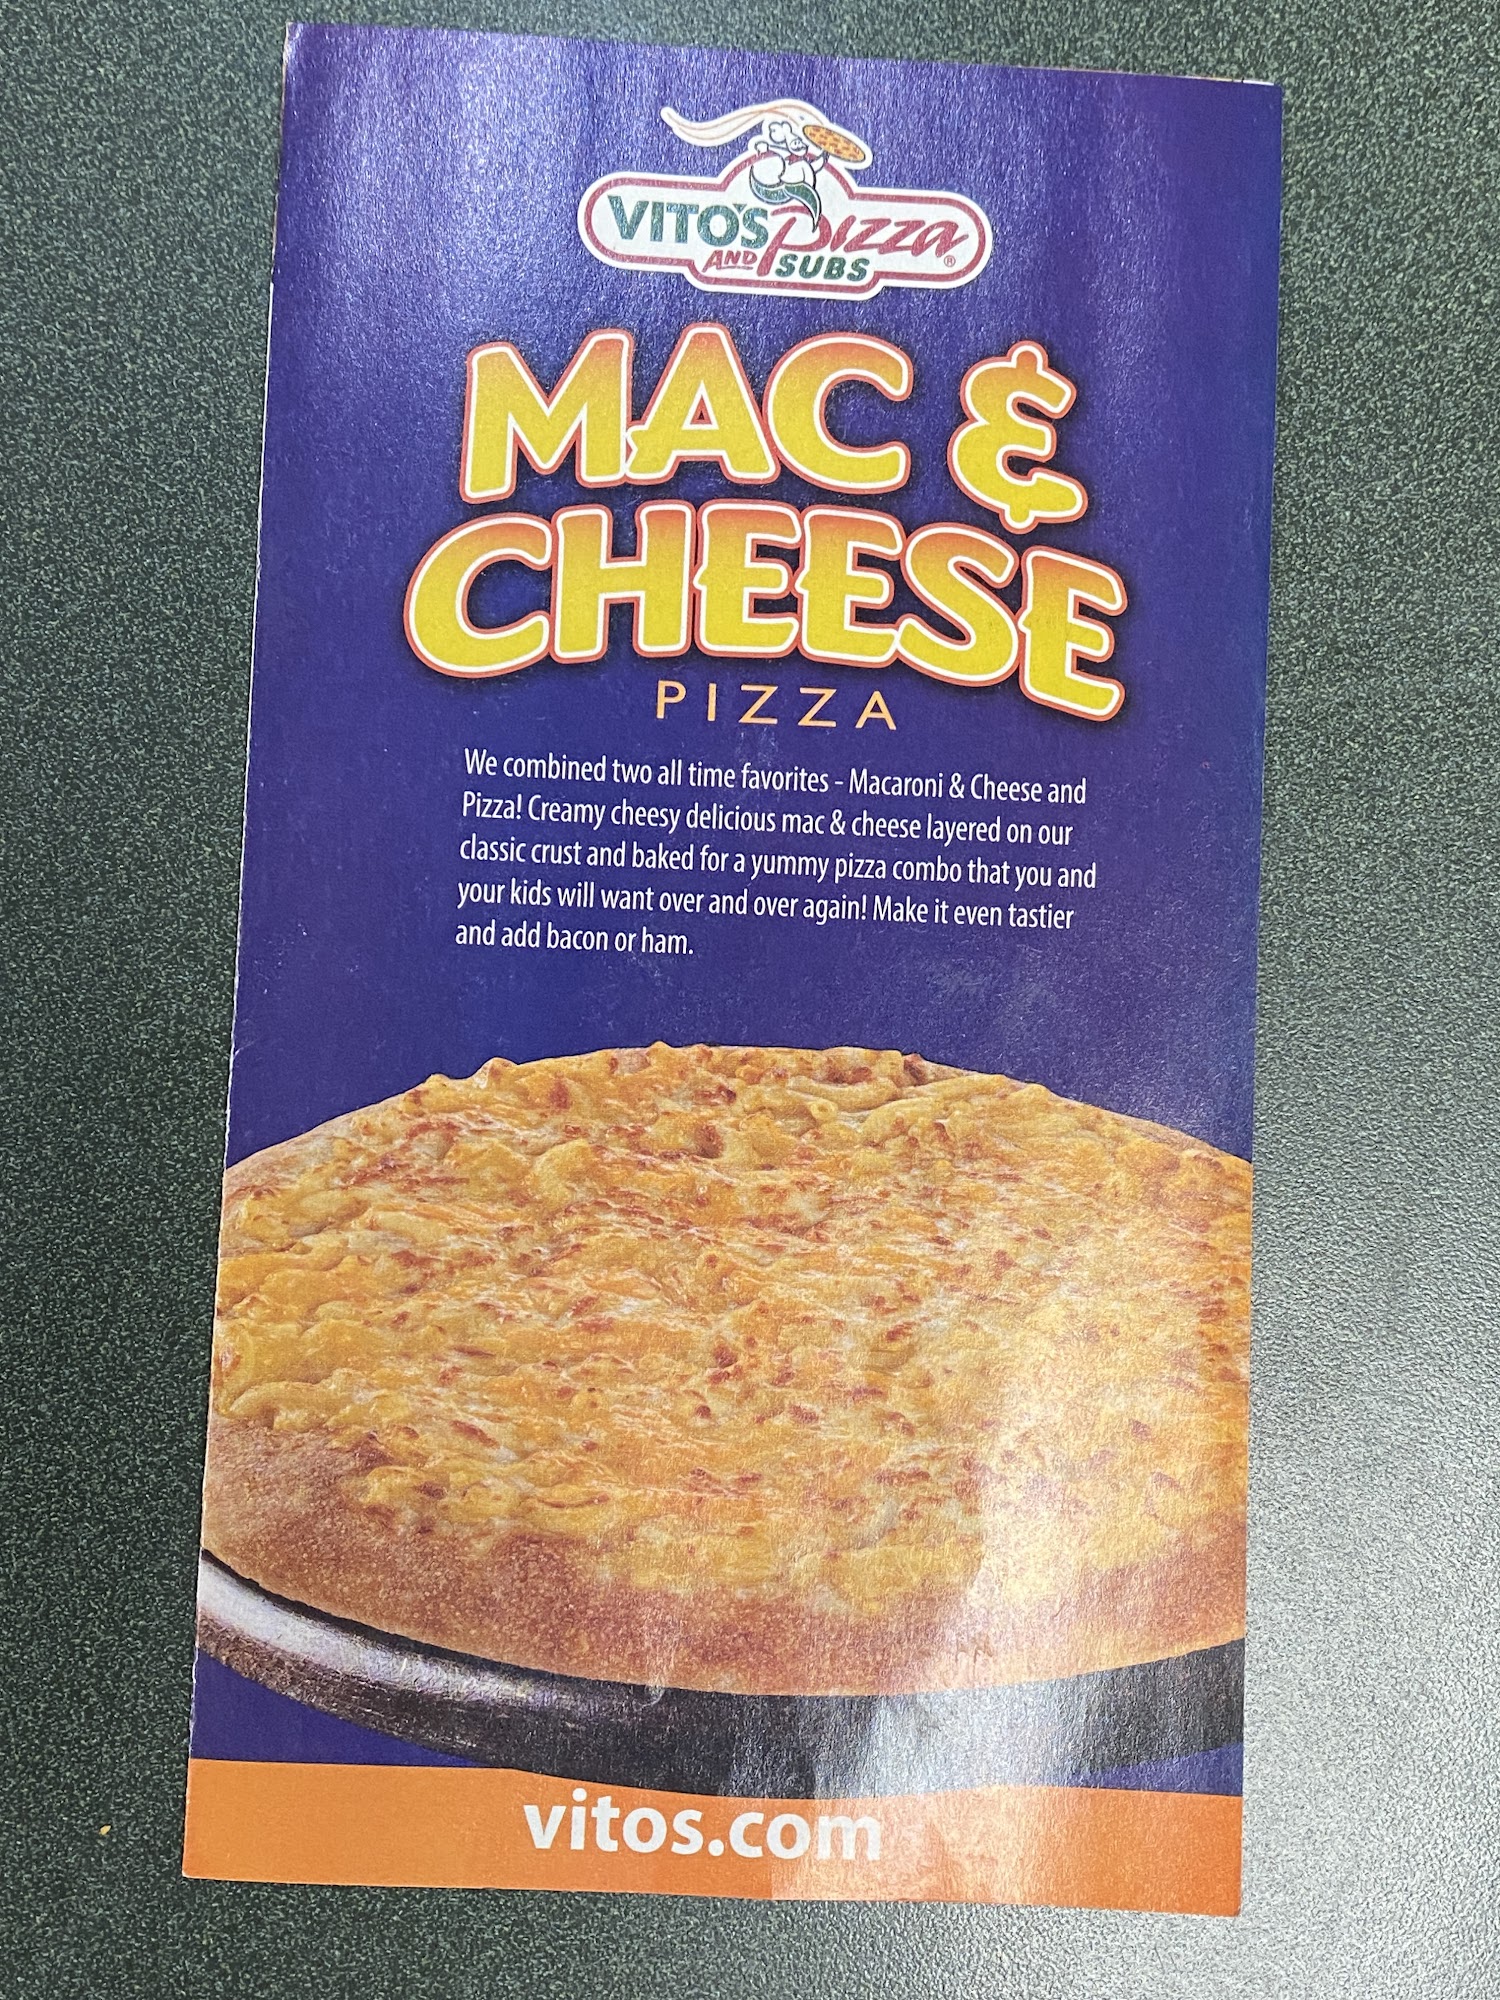 VITO'S Pizza
AND SUBS ®
MAC &
CHEESE
PIZZA
We combined two all time favorites - Macaroni & Cheese and
Pizza! Creamy cheesy delicious mac & cheese layered on our
classic crust and baked for a yummy pizza combo that you and
your kids will want over and over again! Make it even tastier
and add bacon or ham.
vitos.com